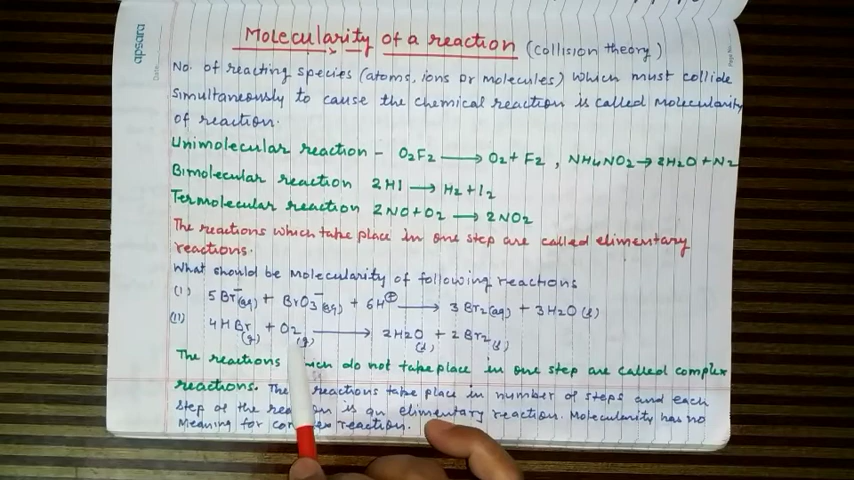 apsara
Date
Page No.
Molecularity of a reaction (collision theory)
No. of reacting species (atoms, ions or molecules) which must collide
simultaneously to cause the chemical reaction is called molecularity
of reaction.
Unimolecular reaction - O2F2 → O2 + F2 , NH4NO2 → 2H2O + N2
Bimolecular reaction 2HI → H2 + I2
Termolecular reaction 2NO + O2 → 2NO2
The reactions which take place in one step are called elimentary
reactions.
What should be molecularity of following reactions
(i) 5Br⁻(aq) + BrO3⁻(aq) + 6H⊕ → 3Br2(aq) + 3H2O(l)
(ii) 4HBr(g) + O2(g) → 2H2O(l) + 2Br2(l)
The reactions which do not take place in one step are called complex
reactions. The reactions take place in number of steps and each
step of the is an elimentary reaction. Molecularity has no
meaning for reaction.